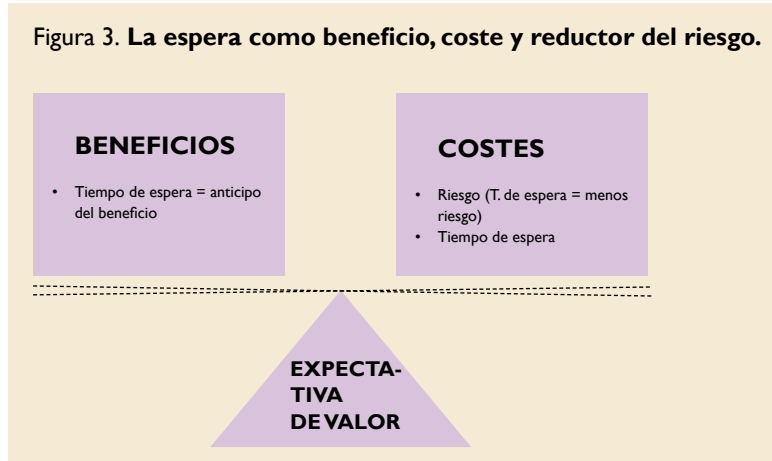 Figura 3. La espera como beneficio, coste y reductor del riesgo.
BENEFICIOS
• Tiempo de espera = anticipo
del beneficio
COSTES
• Riesgo (T. de espera = menos
riesgo)
• Tiempo de espera
EXPECTA-
TIVA
DE VALOR